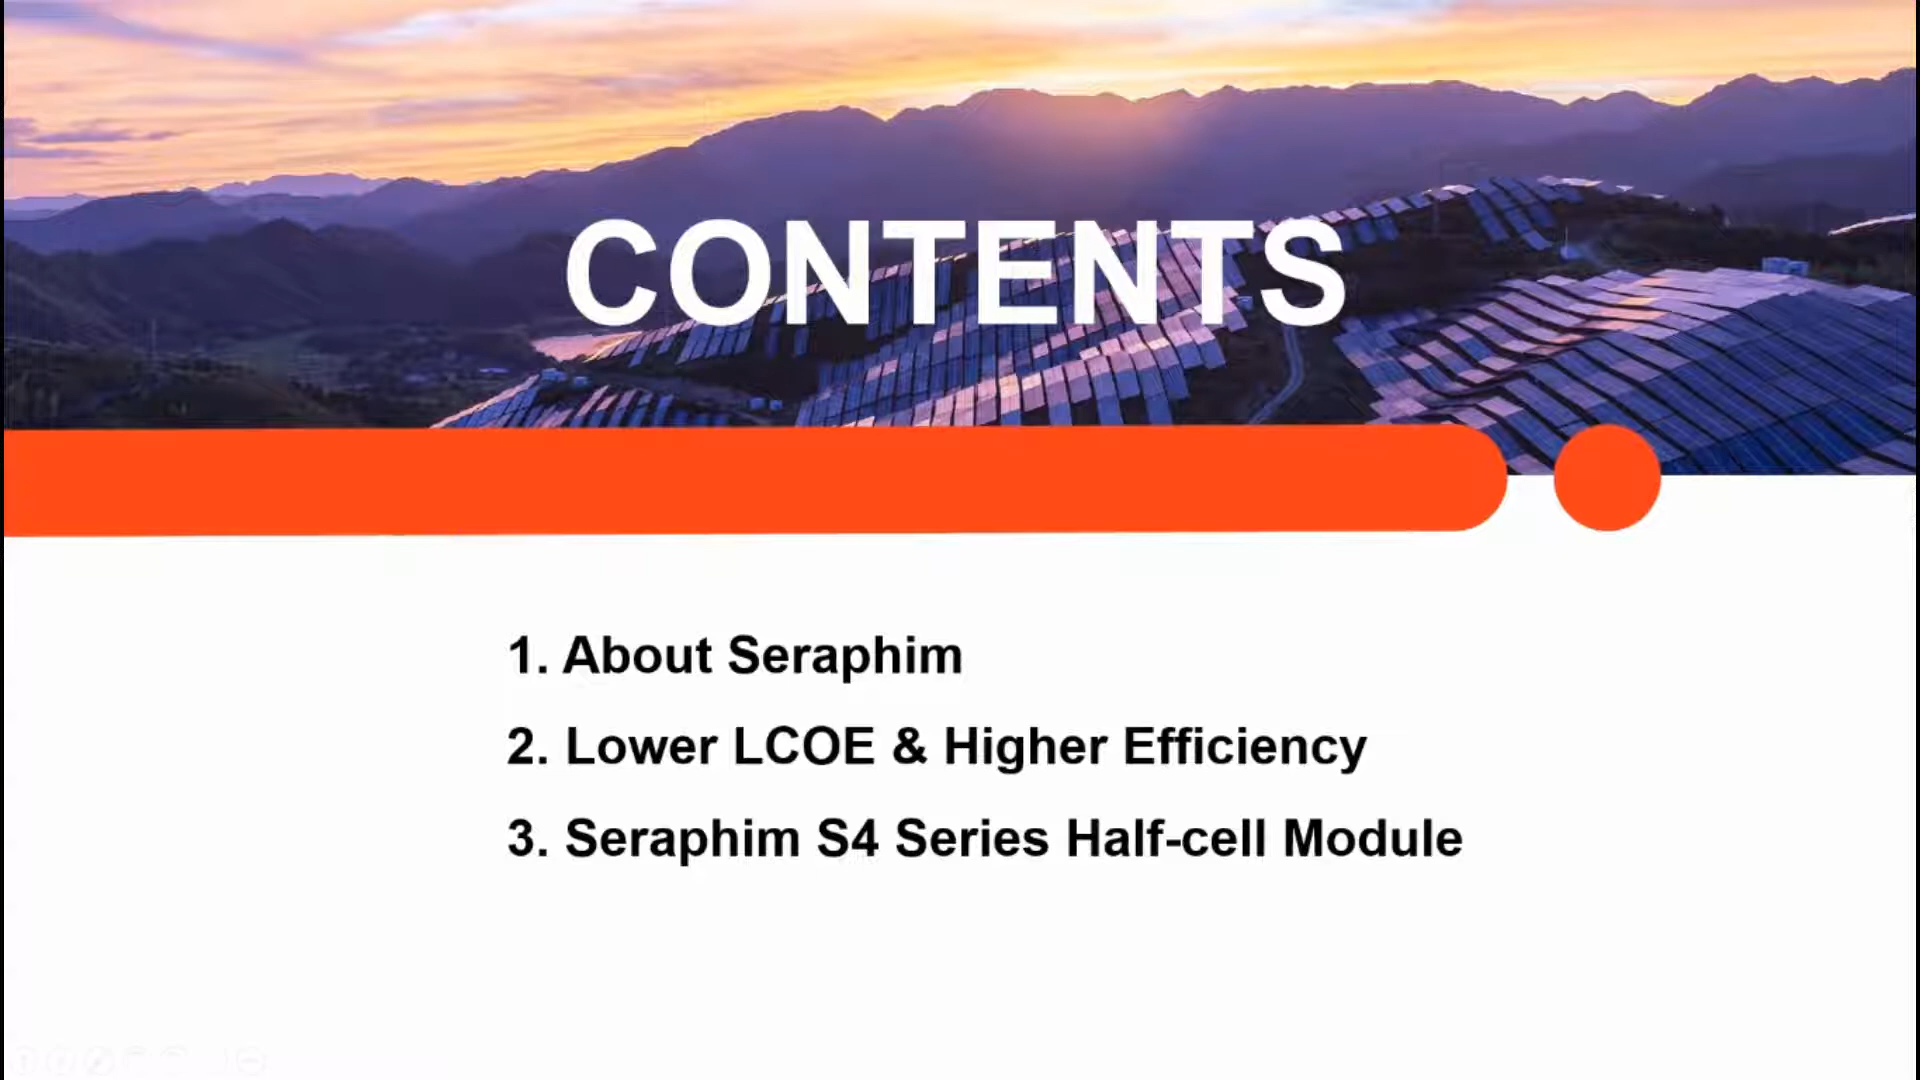 CONTENTS
1. About Seraphim
2. Lower LCOE & Higher Efficiency
3. Seraphim S4 Series Half-cell Module